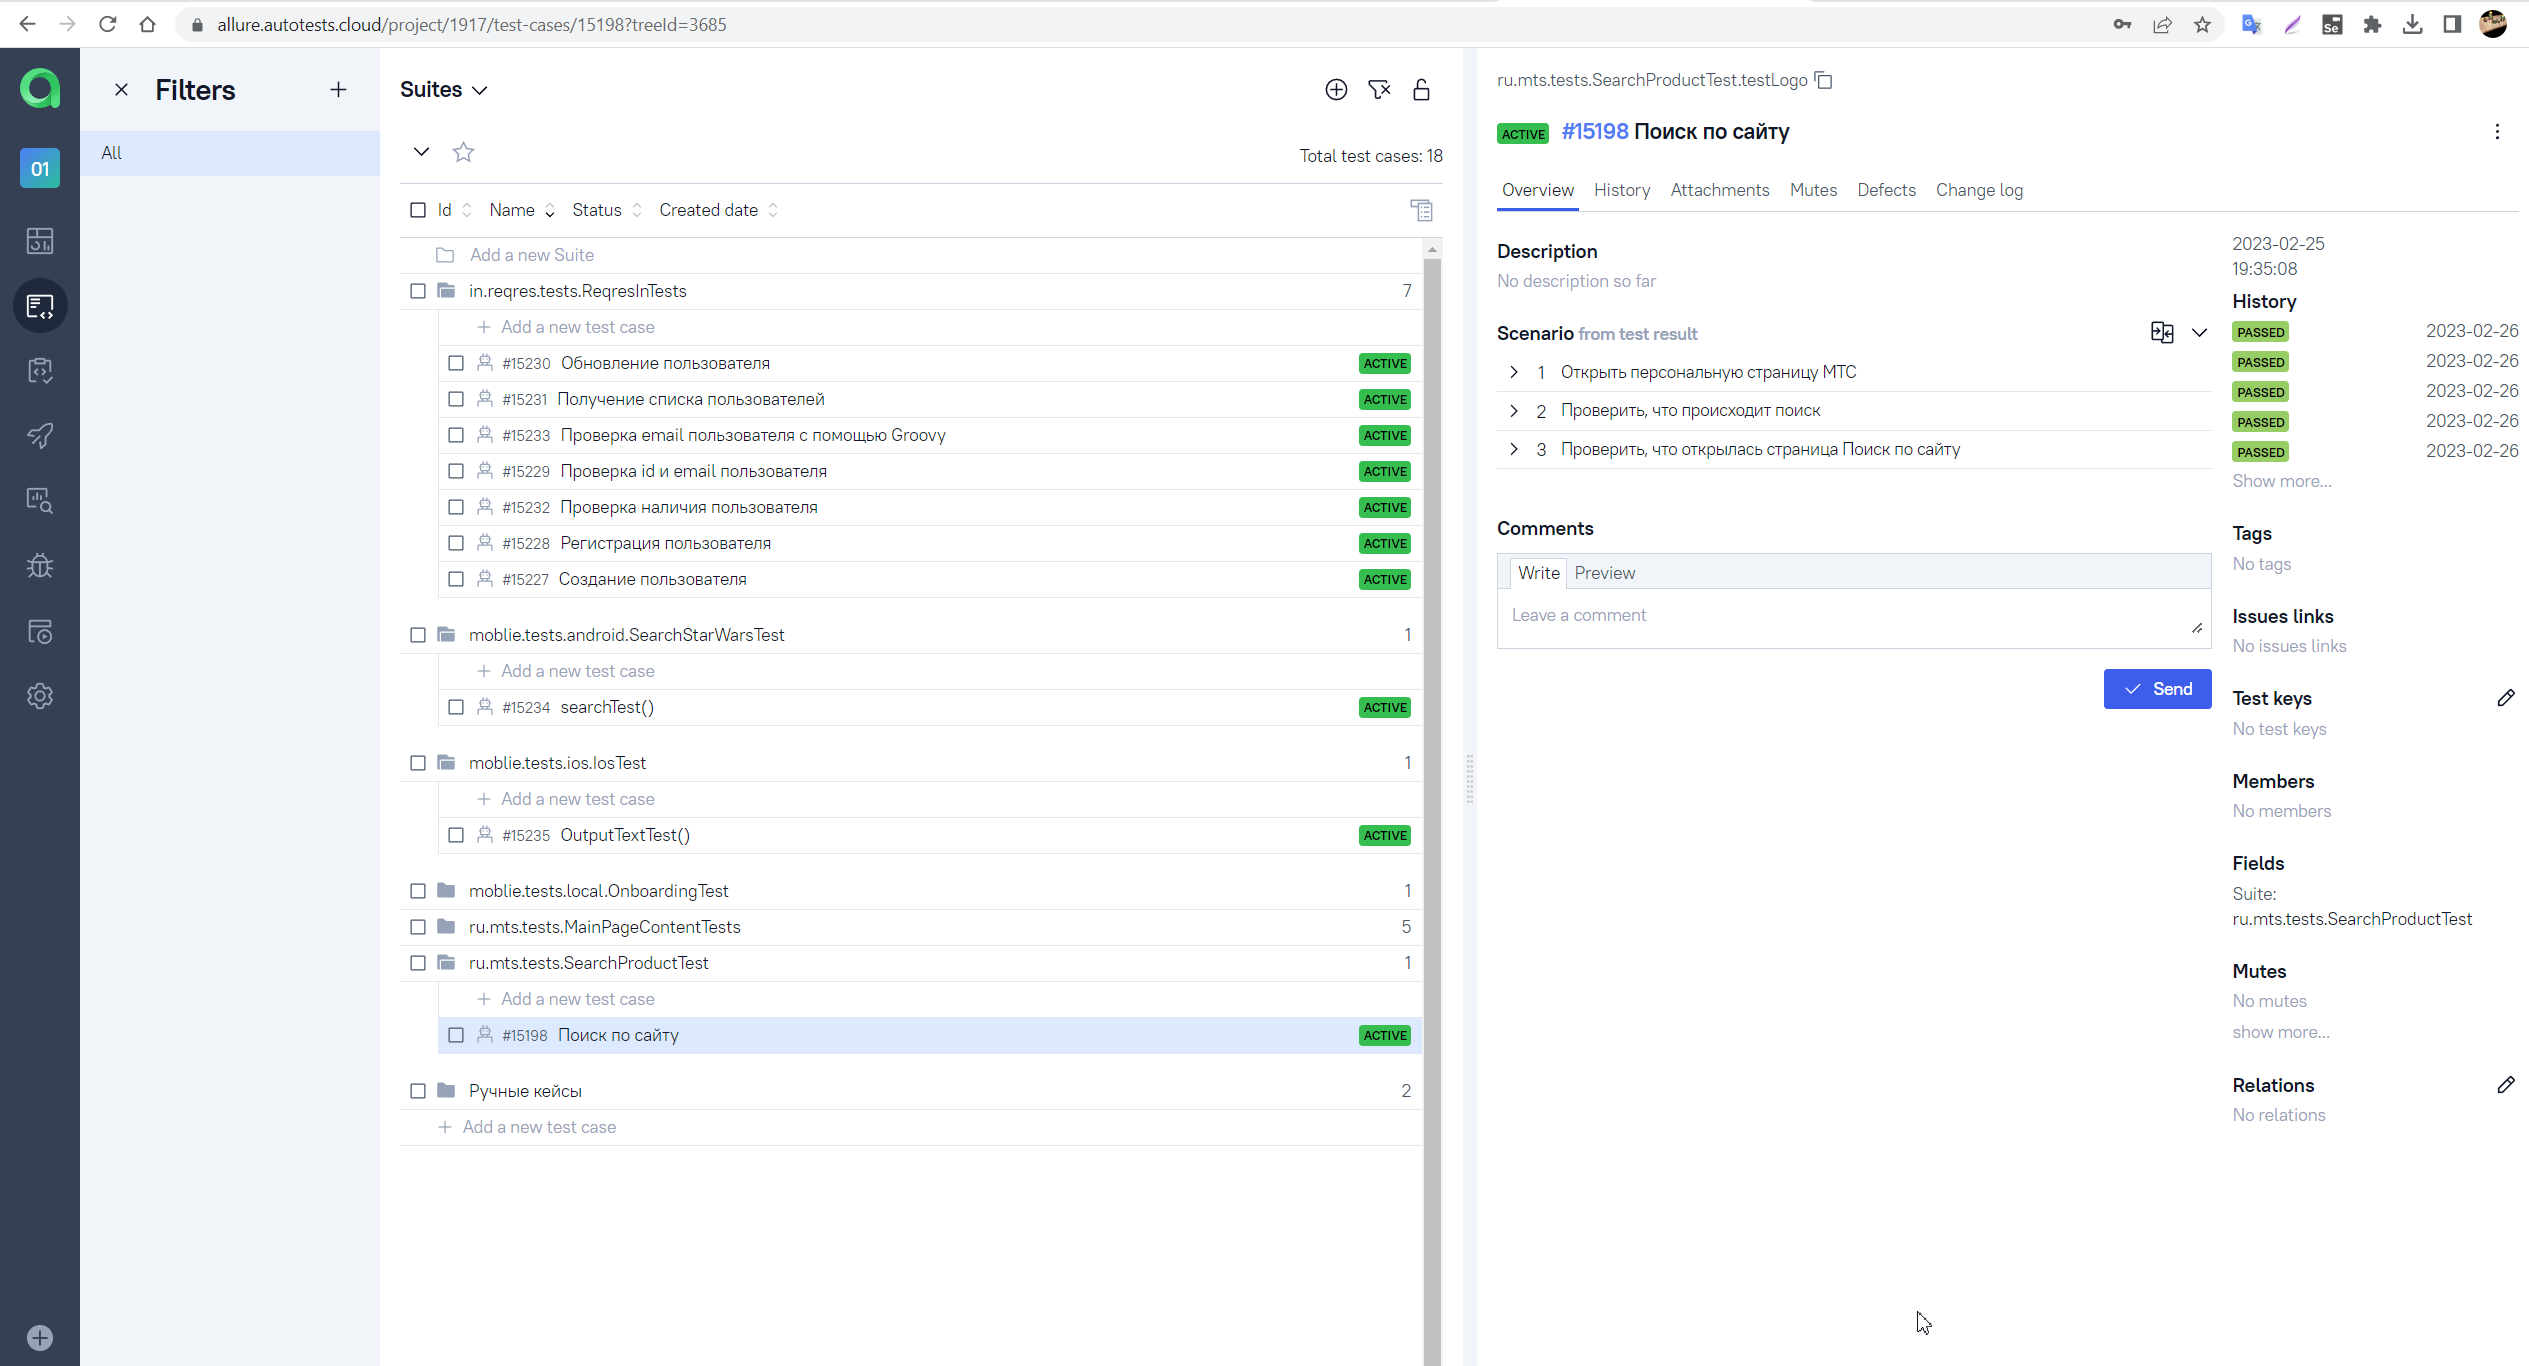 allure.autotests.cloud/project/1917/test-cases/15198?treeId=3685
01
Filters
All
Suites
Total test cases: 18
Id Name Status Created date
Add a new Suite
in.reqres.tests.ReqresInTests 7
Add a new test case
#15230 Обновление пользователя ACTIVE
#15231 Получение списка пользователей ACTIVE
#15233 Проверка email пользователя с помощью Groovy ACTIVE
#15229 Проверка id и email пользователя ACTIVE
#15232 Проверка наличия пользователя ACTIVE
#15228 Регистрация пользователя ACTIVE
#15227 Создание пользователя ACTIVE
moblie.tests.android.SearchStarWarsTest 1
Add a new test case
#15234 searchTest() ACTIVE
moblie.tests.ios.IosTest 1
Add a new test case
#15235 OutputTextTest() ACTIVE
moblie.tests.local.OnboardingTest 1
ru.mts.tests.MainPageContentTests 5
ru.mts.tests.SearchProductTest 1
Add a new test case
#15198 Поиск по сайту ACTIVE
Ручные кейсы 2
Add a new test case
ru.mts.tests.SearchProductTest.testLogo
ACTIVE #15198 Поиск по сайту
Overview History Attachments Mutes Defects Change log
Description
No description so far
Scenario from test result
1 Открыть персональную страницу МТС
2 Проверить, что происходит поиск
3 Проверить, что открылась страница Поиск по сайту
Comments
Write Preview
Leave a comment
Send
2023-02-25
19:35:08
History
PASSED 2023-02-26
PASSED 2023-02-26
PASSED 2023-02-26
PASSED 2023-02-26
PASSED 2023-02-26
Show more...
Tags
No tags
Issues links
No issues links
Test keys
No test keys
Members
No members
Fields
Suite:
ru.mts.tests.SearchProductTest
Mutes
No mutes
show more...
Relations
No relations